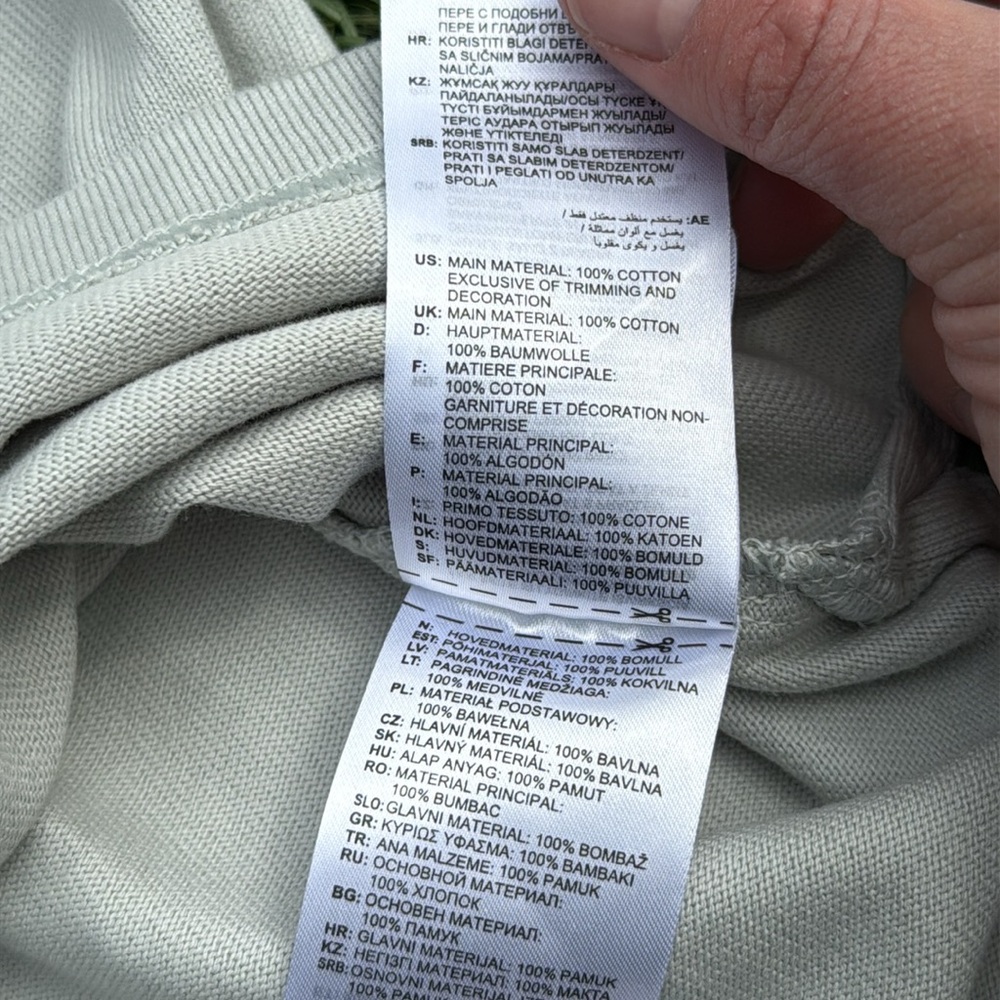 ПЕРЕ С ПОДОБНИ
ПЕРЕ И ГЛАДИ
HR: KORISTITI BLAGI
SA SLIČNIM BOJAMA/
NALIČJA
KZ: ЖҰМСАҚ ЖУУ ҚҰРАЛДАРЫ
ПАЙДАЛАНЫЛАДЫ/ОСЫ ТҮСКЕ
ТҮСТІ БҰЙЫМДАРМЕН ЖУЫЛАДЫ/
ТЕРІС АУДАРА ОТЫРЫП ЖУЫЛАДЫ
ЖӘНЕ ҮТІКТЕЛЕДІ
SRB: KORISTITI SAMO SLAB DETERDZENT/
PRATI SA SLABIM DETERDZENTOM/
PRATI I PEGLATI OD UNUTRA KA
SPOLJA
AE: يستخدم منظف معتدل فقط /
يغسل مع ألوان مماثلة /
يغسل و يكوى مقلوبا
US: MAIN MATERIAL: 100% COTTON
EXCLUSIVE OF TRIMMING AND
DECORATION
UK: MAIN MATERIAL: 100% COTTON
D: HAUPTMATERIAL:
100% BAUMWOLLE
F: MATIERE PRINCIPALE:
100% COTON
GARNITURE ET DÉCORATION NON-
COMPRISE
E: MATERIAL PRINCIPAL:
100% ALGODÓN
P: MATERIAL PRINCIPAL:
100% ALGODÃO
I: PRIMO TESSUTO: 100% COTONE
NL: HOOFDMATERIAAL: 100% KATOEN
DK: HOVEDMATERIALE: 100% BOMULD
S: HUVUDMATERIAL: 100% BOMULL
SF: PÄÄMATERIAALI: 100% PUUVILLA
N: HOVEDMATERIAL: 100% BOMULL
EST: PÕHIMATERJAL: 100% PUUVILL
LV: PAMATMATERIĀLS: 100% KOKVILNA
LT: PAGRINDINĖ MEDŽIAGA:
100% MEDVILNĖ
PL: MATERIAŁ PODSTAWOWY:
100% BAWEŁNA
CZ: HLAVNÍ MATERIÁL: 100% BAVLNA
SK: HLAVNÝ MATERIÁL: 100% BAVLNA
HU: ALAP ANYAG: 100% PAMUT
RO: MATERIAL PRINCIPAL:
100% BUMBAC
SLO: GLAVNI MATERIAL: 100% BOMBAŽ
GR: ΚΥΡΙΩΣ ΥΦΑΣΜΑ: 100% ΒΑΜΒΑΚΙ
TR: ANA MALZEME: 100% PAMUK
RU: ОСНОВНОЙ МАТЕРИАЛ:
100% ХЛОПОК
BG: ОСНОВЕН МАТЕРИАЛ:
100% ПАМУК
HR: GLAVNI MATERIJAL: 100% PAMUK
KZ: НЕГІЗГІ МАТЕРИАЛ: 100% МАКТА
SRB: OSNOVNI MATERIJAL
100% PAMUK